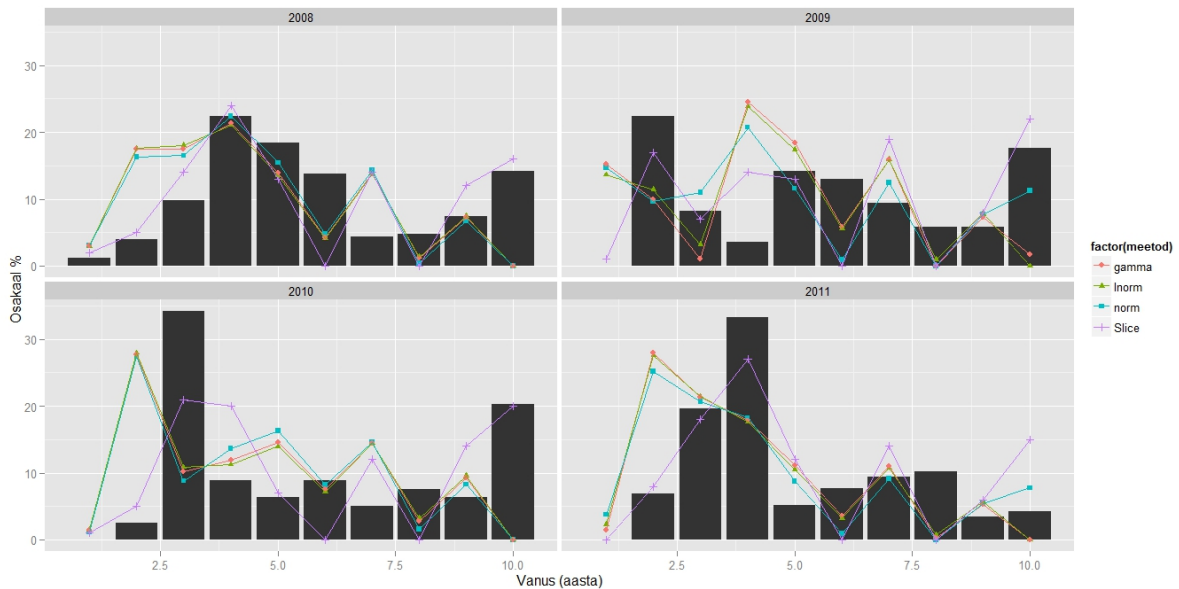 2008
2009
30
20
10
0
Osakaal %
2010
2011
30
20
10
0
2.5
5.0
7.5
10.0
2.5
5.0
7.5
10.0
Vanus (aasta)
factor(meetod)
gamma
lnorm
norm
Slice